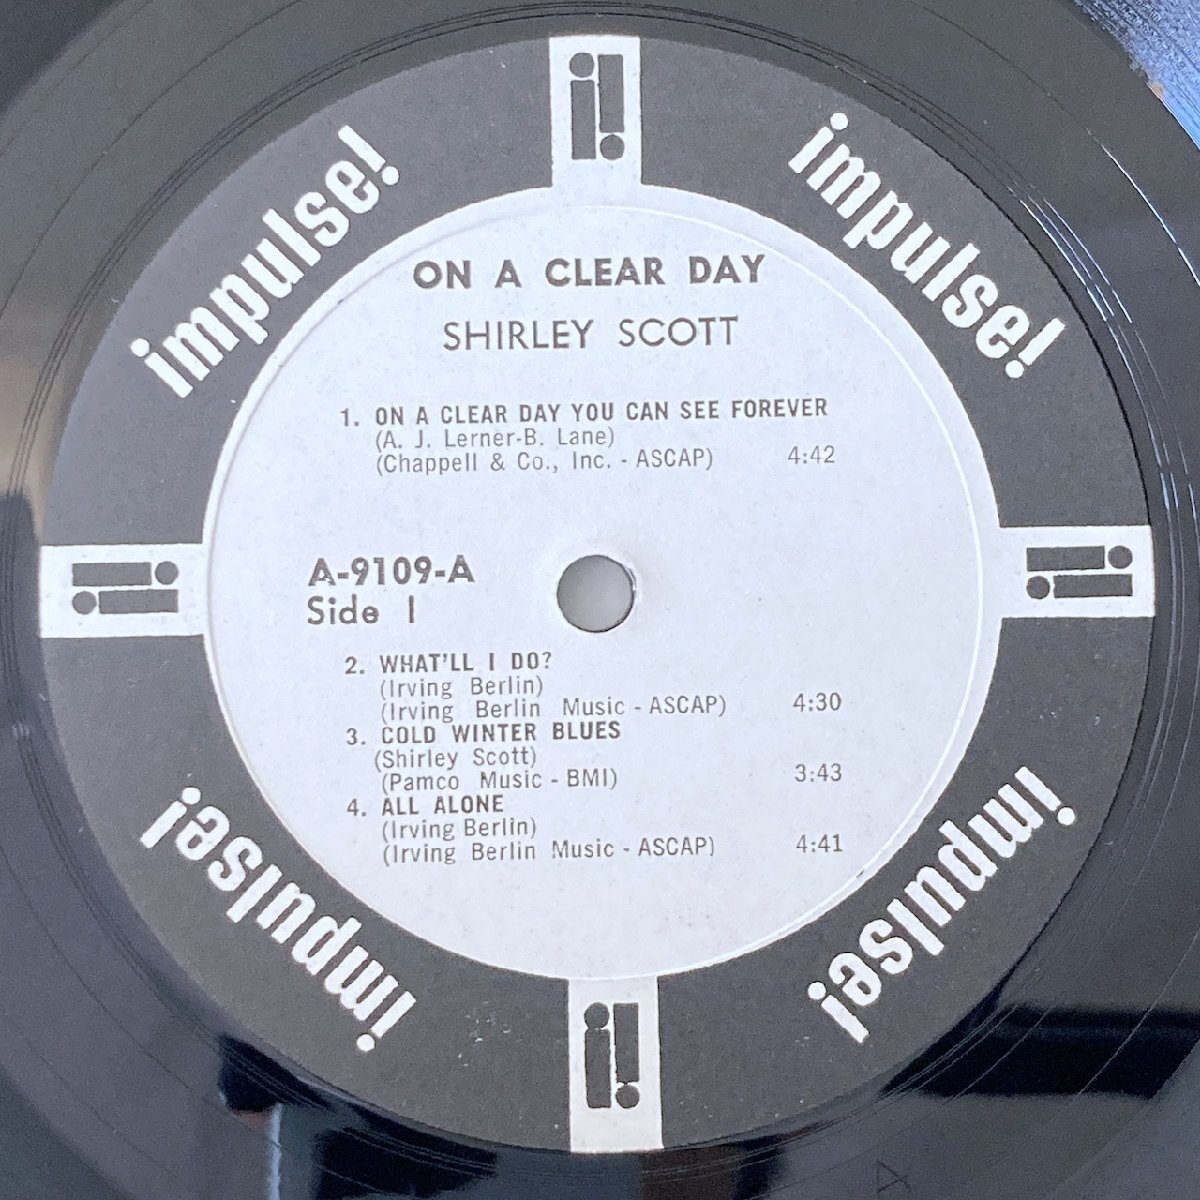 impulse!
impulse!
ON A CLEAR DAY
SHIRLEY SCOTT
1. ON A CLEAR DAY YOU CAN SEE FOREVER
(A. J. Lerner-B. Lane)
(Chappell & Co., Inc. - ASCAP) 4:42
A-9109-A
Side 1
2. WHAT'LL I DO?
(Irving Berlin)
(Irving Berlin Music - ASCAP) 4:30
3. COLD WINTER BLUES
(Shirley Scott)
(Pamco Music - BMI) 3:43
4. ALL ALONE
(Irving Berlin)
(Irving Berlin Music - ASCAP) 4:41
impulse!
impulse!